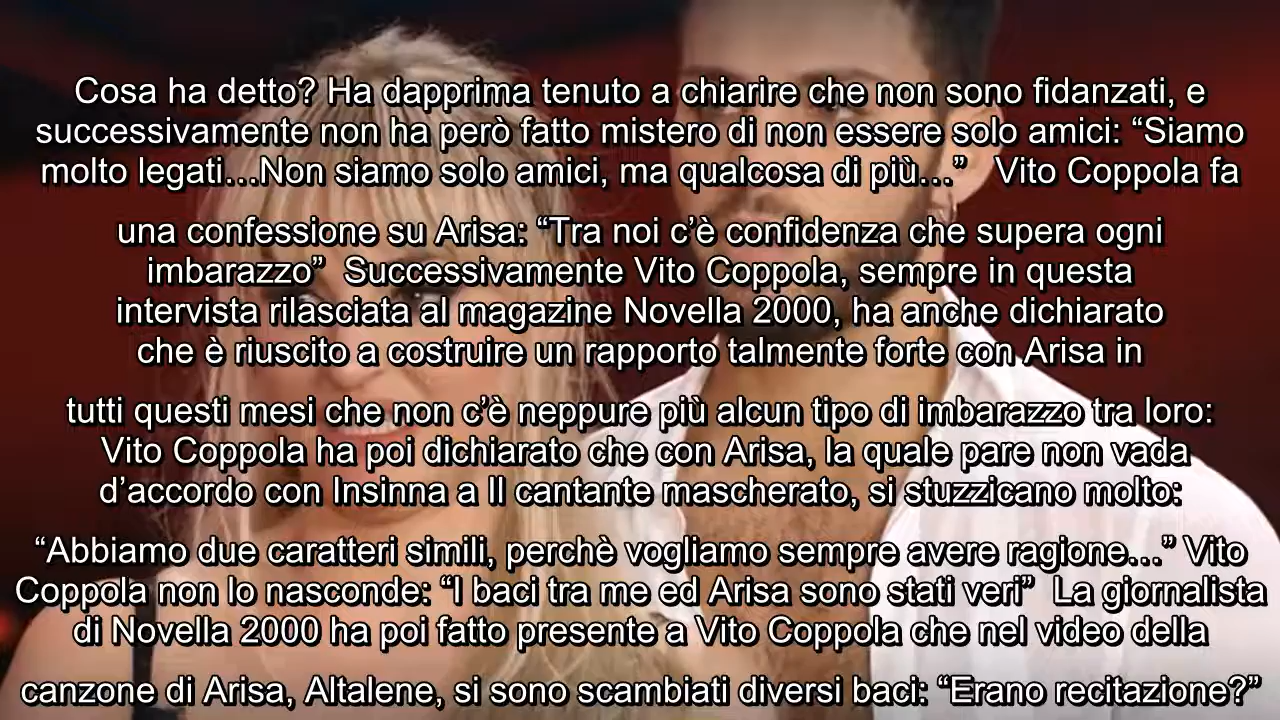 Cosa ha detto? Ha dapprima tenuto a chiarire che non sono fidanzati, e
successivamente non ha però fatto mistero di non essere solo amici: “Siamo
molto legati…Non siamo solo amici, ma qualcosa di più…” Vito Coppola fa
una confessione su Arisa: “Tra noi c’è confidenza che supera ogni
imbarazzo” Successivamente Vito Coppola, sempre in questa
intervista rilasciata al magazine Novella 2000, ha anche dichiarato
che è riuscito a costruire un rapporto talmente forte con Arisa in
tutti questi mesi che non c’è neppure più alcun tipo di imbarazzo tra loro:
Vito Coppola ha poi dichiarato che con Arisa, la quale pare non vada
d’accordo con Insinna a Il cantante mascherato, si stuzzicano molto:
“Abbiamo due caratteri simili, perchè vogliamo sempre avere ragione…” Vito
Coppola non lo nasconde: “I baci tra me ed Arisa sono stati veri” La giornalista
di Novella 2000 ha poi fatto presente a Vito Coppola che nel video della
canzone di Arisa, Altalene, si sono scambiati diversi baci: “Erano recitazione?”